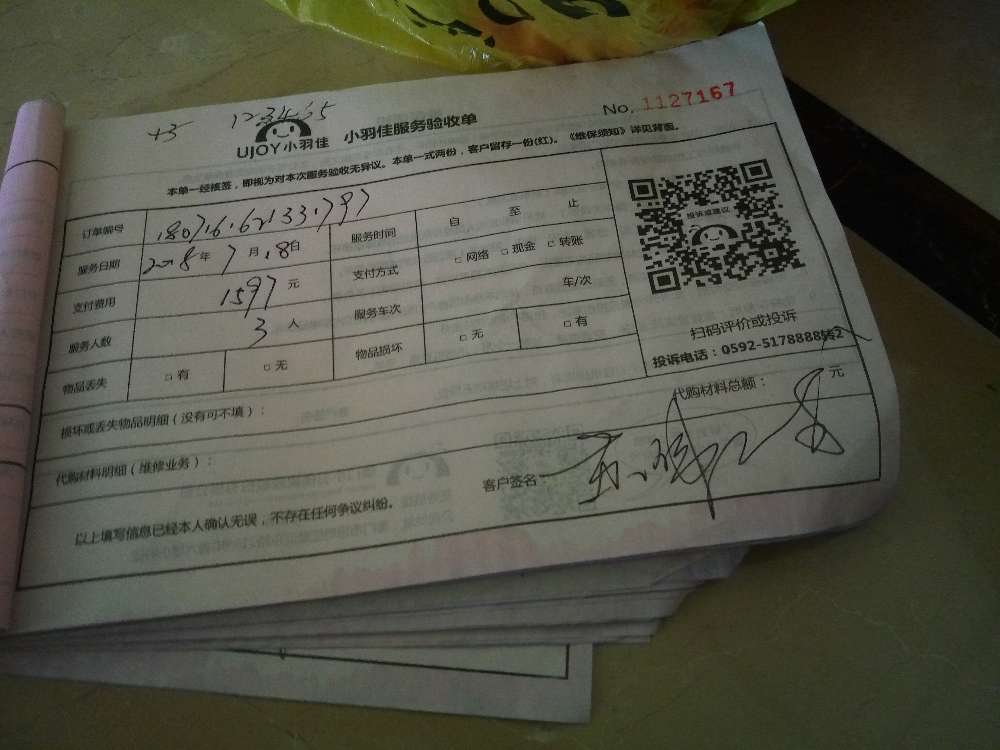 No. 1127167
UJOY小羽佳 小羽佳服务验收单
本单一经核签，即视为对本次服务验收无异议。本单一式两份，客户留存一份(红)。《维保须知》详见背面。
订单编号 服务时间 自 至 止
服务日期 2018年7月18日 支付方式 □ 网络 □ 现金 □ 转账
支付费用 1597 元 服务车次 车/次
服务人数 3 人 物品损坏 □ 无 □ 有
物品丢失 □ 有 □ 无
投诉或建议
扫码评价或投诉
投诉电话：0592-5178888转2
损坏或丢失物品明细（没有可不填）：
代购材料明细（维修业务）： 代购材料总额： 元
以上填写信息已经本人确认无误，不存在任何争议纠纷。 客户签名：